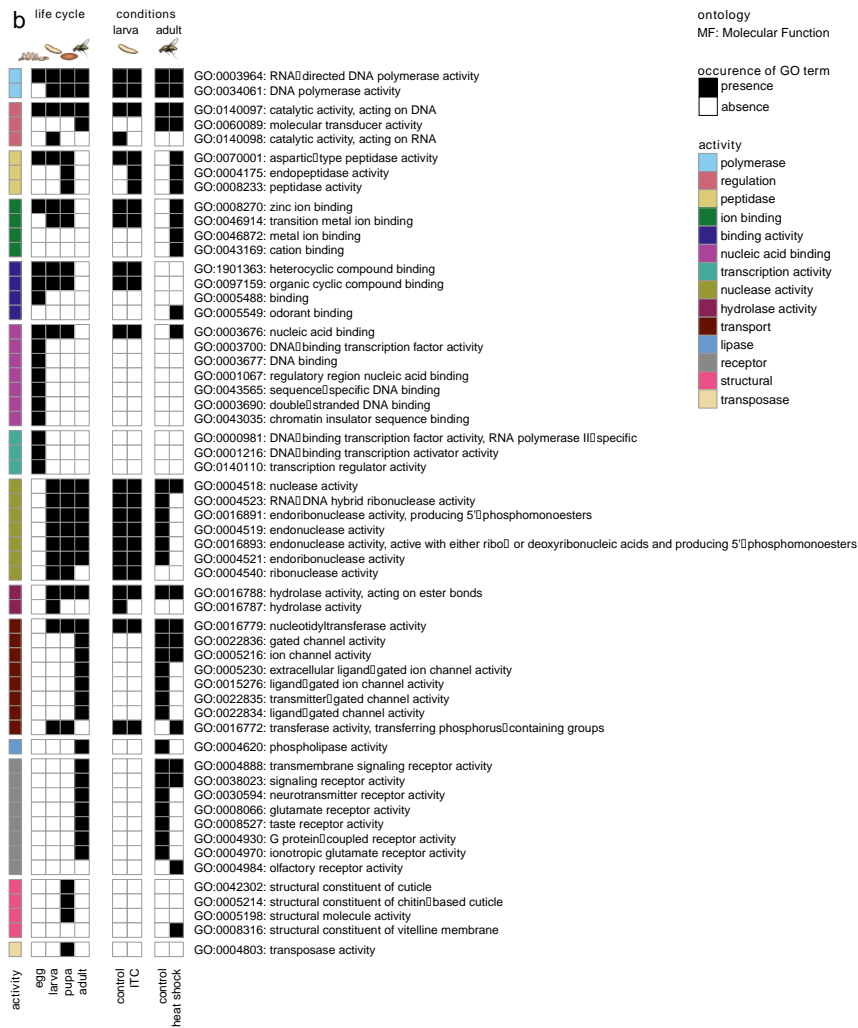 b
life cycle
conditions
larva
adult
GO:0003964: RNA▯directed DNA polymerase activity
GO:0034061: DNA polymerase activity
GO:0140097: catalytic activity, acting on DNA
GO:0060089: molecular transducer activity
GO:0140098: catalytic activity, acting on RNA
GO:0070001: aspartic▯type peptidase activity
GO:0004175: endopeptidase activity
GO:0008233: peptidase activity
GO:0008270: zinc ion binding
GO:0046914: transition metal ion binding
GO:0046872: metal ion binding
GO:0043169: cation binding
GO:1901363: heterocyclic compound binding
GO:0097159: organic cyclic compound binding
GO:0005488: binding
GO:0005549: odorant binding
GO:0003676: nucleic acid binding
GO:0003700: DNA▯binding transcription factor activity
GO:0003677: DNA binding
GO:0001067: regulatory region nucleic acid binding
GO:0043565: sequence▯specific DNA binding
GO:0003690: double▯stranded DNA binding
GO:0043035: chromatin insulator sequence binding
GO:0000981: DNA▯binding transcription factor activity, RNA polymerase II▯specific
GO:0001216: DNA▯binding transcription activator activity
GO:0140110: transcription regulator activity
GO:0004518: nuclease activity
GO:0004523: RNA▯DNA hybrid ribonuclease activity
GO:0016891: endoribonuclease activity, producing 5'▯phosphomonoesters
GO:0004519: endonuclease activity
GO:0016893: endonuclease activity, active with either ribo▯ or deoxyribonucleic acids and producing 5'▯phosphomonoesters
GO:0004521: endoribonuclease activity
GO:0004540: ribonuclease activity
GO:0016788: hydrolase activity, acting on ester bonds
GO:0016787: hydrolase activity
GO:0016779: nucleotidyltransferase activity
GO:0022836: gated channel activity
GO:0005216: ion channel activity
GO:0005230: extracellular ligand▯gated ion channel activity
GO:0015276: ligand▯gated ion channel activity
GO:0022835: transmitter▯gated channel activity
GO:0022834: ligand▯gated channel activity
GO:0016772: transferase activity, transferring phosphorus▯containing groups
GO:0004620: phospholipase activity
GO:0004888: transmembrane signaling receptor activity
GO:0038023: signaling receptor activity
GO:0030594: neurotransmitter receptor activity
GO:0008066: glutamate receptor activity
GO:0008527: taste receptor activity
GO:0004930: G protein▯coupled receptor activity
GO:0004970: ionotropic glutamate receptor activity
GO:0004984: olfactory receptor activity
GO:0042302: structural constituent of cuticle
GO:0005214: structural constituent of chitin▯based cuticle
GO:0005198: structural molecule activity
GO:0008316: structural constituent of vitelline membrane
GO:0004803: transposase activity
activity
egg
larva
pupa
adult
control
ITC
control
heat shock
ontology
MF: Molecular Function
occurence of GO term
presence
absence
activity
polymerase
regulation
peptidase
ion binding
binding activity
nucleic acid binding
transcription activity
nuclease activity
hydrolase activity
transport
lipase
receptor
structural
transposase